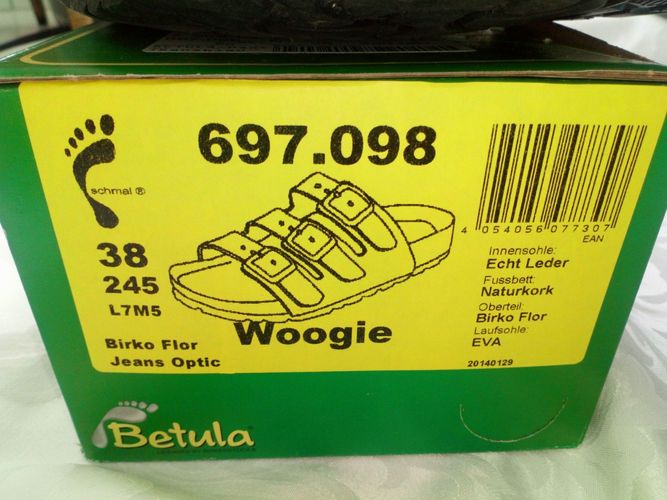 697.098
schmal ®
38
245
L7M5
Birko Flor
Jeans Optic
Woogie
4 054056 077307
EAN
Innensohle:
Echt Leder
Fussbett:
Naturkork
Oberteil:
Birko Flor
Laufsohle:
EVA
20140129
Betula